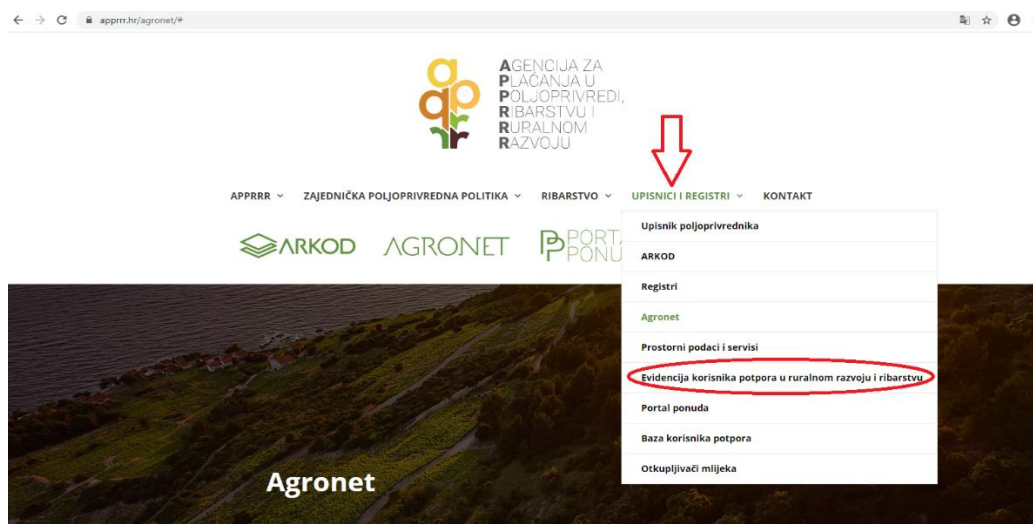 apprrr.hr/agronet/#
AGENCIJA ZA
PLAĆANJA U
POLJOPRIVREDI,
RIBARSTVU I
RURALNOM
RAZVOJU
APPRRR ZAJEDNIČKA POLJOPRIVREDNA POLITIKA RIBARSTVO UPISNICI I REGISTRI KONTAKT
ARKOD AGRONET
Upisnik poljoprivrednika
ARKOD
Registri
Agronet
Prostorni podaci i servisi
Evidencija korisnika potpora u ruralnom razvoju i ribarstvu
Portal ponuda
Baza korisnika potpora
Otkupljivači mlijeka
Agronet